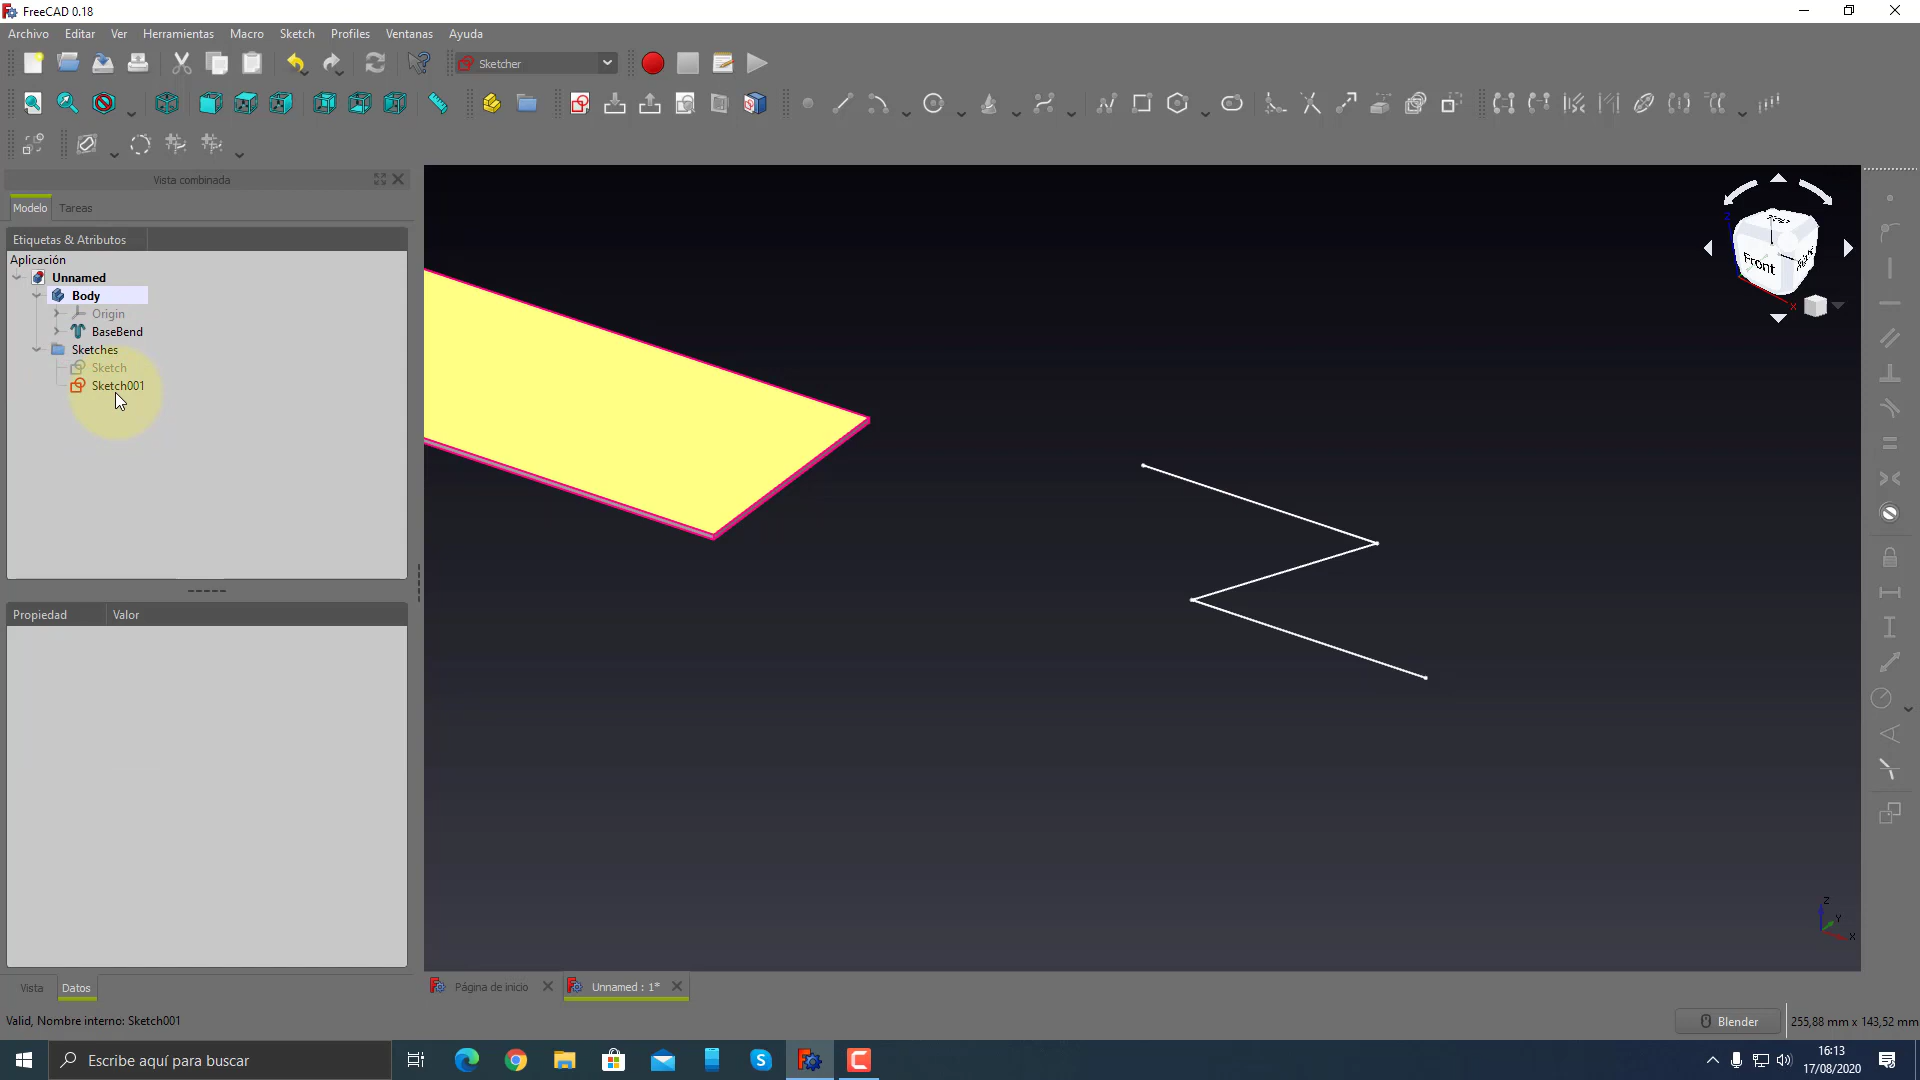 FreeCAD 0.18
Archivo Editar Ver Herramientas Macro Sketch Profiles Ventanas Ayuda
Sketcher
Vista combinada
Modelo Tareas
Etiquetas & Atributos
Aplicación
Unnamed
Body
Origin
BaseBend
Sketches
Sketch
Sketch001
Front
Z
X
Propiedad Valor
Z
Y
X
Vista Datos
Página de inicio
Unnamed : 1*
Valid, Nombre interno: Sketch001
Blender
255,88 mm x 143,52 mm
Escribe aquí para buscar
16:13
17/08/2020